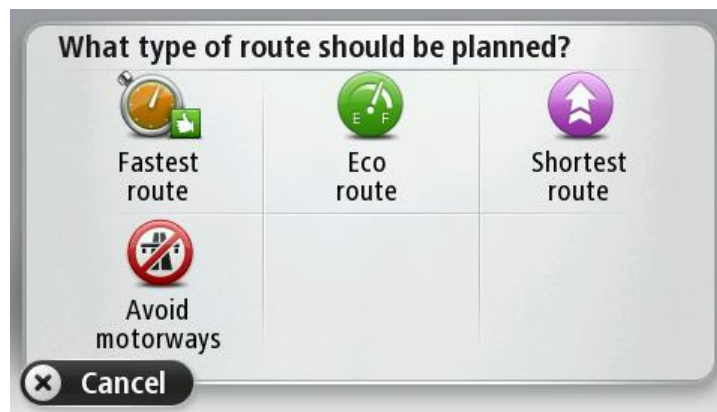 What type of route should be planned?
E F
Fastest
route
Eco
route
Shortest
route
Avoid
motorways
Cancel